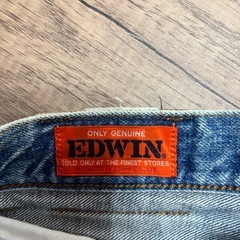 ONLY GENUINE
EDWIN.
SOLD ONLY AT THE FINEST STORES